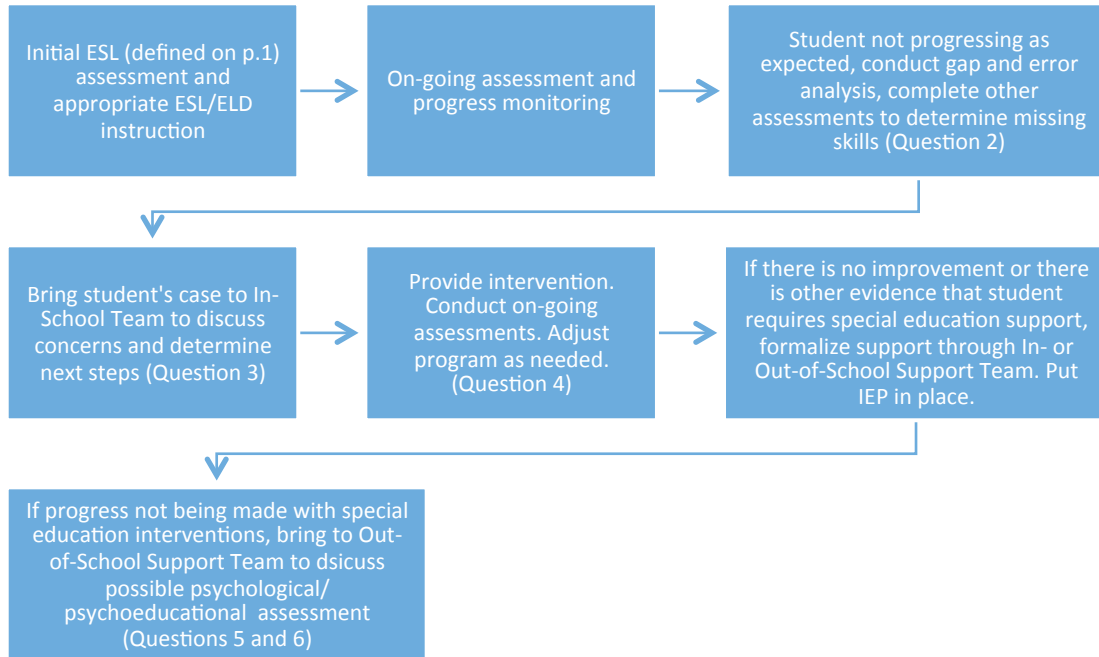 Initial ESL (defined on p.1)
assessment and
appropriate ESL/ELD
instruction
On-going assessment and
progress monitoring
Student not progressing as
expected, conduct gap and error
analysis, complete other
assessments to determine missing
skills (Question 2)
Bring student's case to In-
School Team to discuss
concerns and determine
next steps (Question 3)
Provide intervention.
Conduct on-going
assessments. Adjust
program as needed.
(Question 4)
If there is no improvement or there
is other evidence that student
requires special education support,
formalize support through In- or
Out-of-School Support Team. Put
IEP in place.
If progress not being made with special
education interventions, bring to Out-
of-School Support Team to dsicuss
possible psychological/
psychoeducational assessment
(Questions 5 and 6)